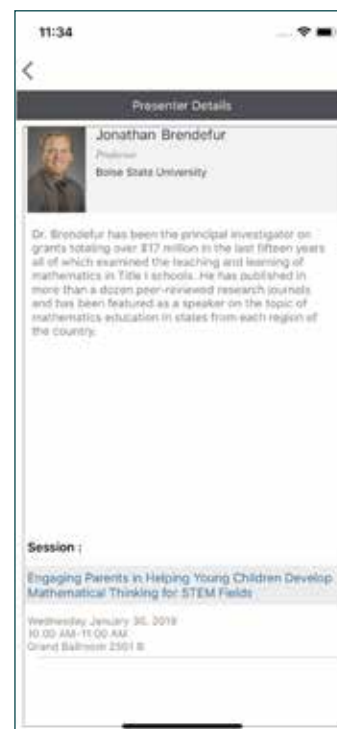 11:34
Presenter Details
Jonathan Brendefur
Professor
Boise State University
Dr. Brendefur has been the principal investigator on
grants totaling over $17 million in the last fifteen years
all of which examined the teaching and learning of
mathematics in Title I schools. He has published in
more than a dozen peer-reviewed research journals
and has been featured as a speaker on the topic of
mathematics education in states from each region of
the country.
Session :
Engaging Parents in Helping Young Children Develop
Mathematical Thinking for STEM Fields
Wednesday, January 30, 2019
10:00 AM-11:00 AM
Grand Ballroom 2501 B